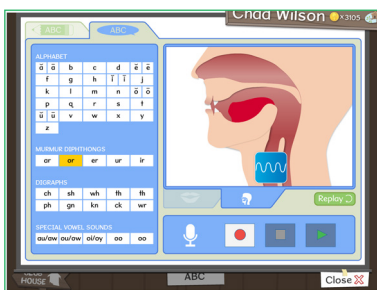 Chad Wilson x3105
ABC ABC
ALPHABET
ā ă b c d ē ĕ
f g h ī ĭ j
k l m n ō ŏ
p q r s t
ū ŭ v w x y
z
MURMUR DIPHTHONGS
ar or er ur ir
DIGRAPHS
ch sh wh th th
ph gn kn ck wr
SPECIAL VOWEL SOUNDS
au/aw ou/ow oi/oy oo oo
Replay
HOUSE ABC Close